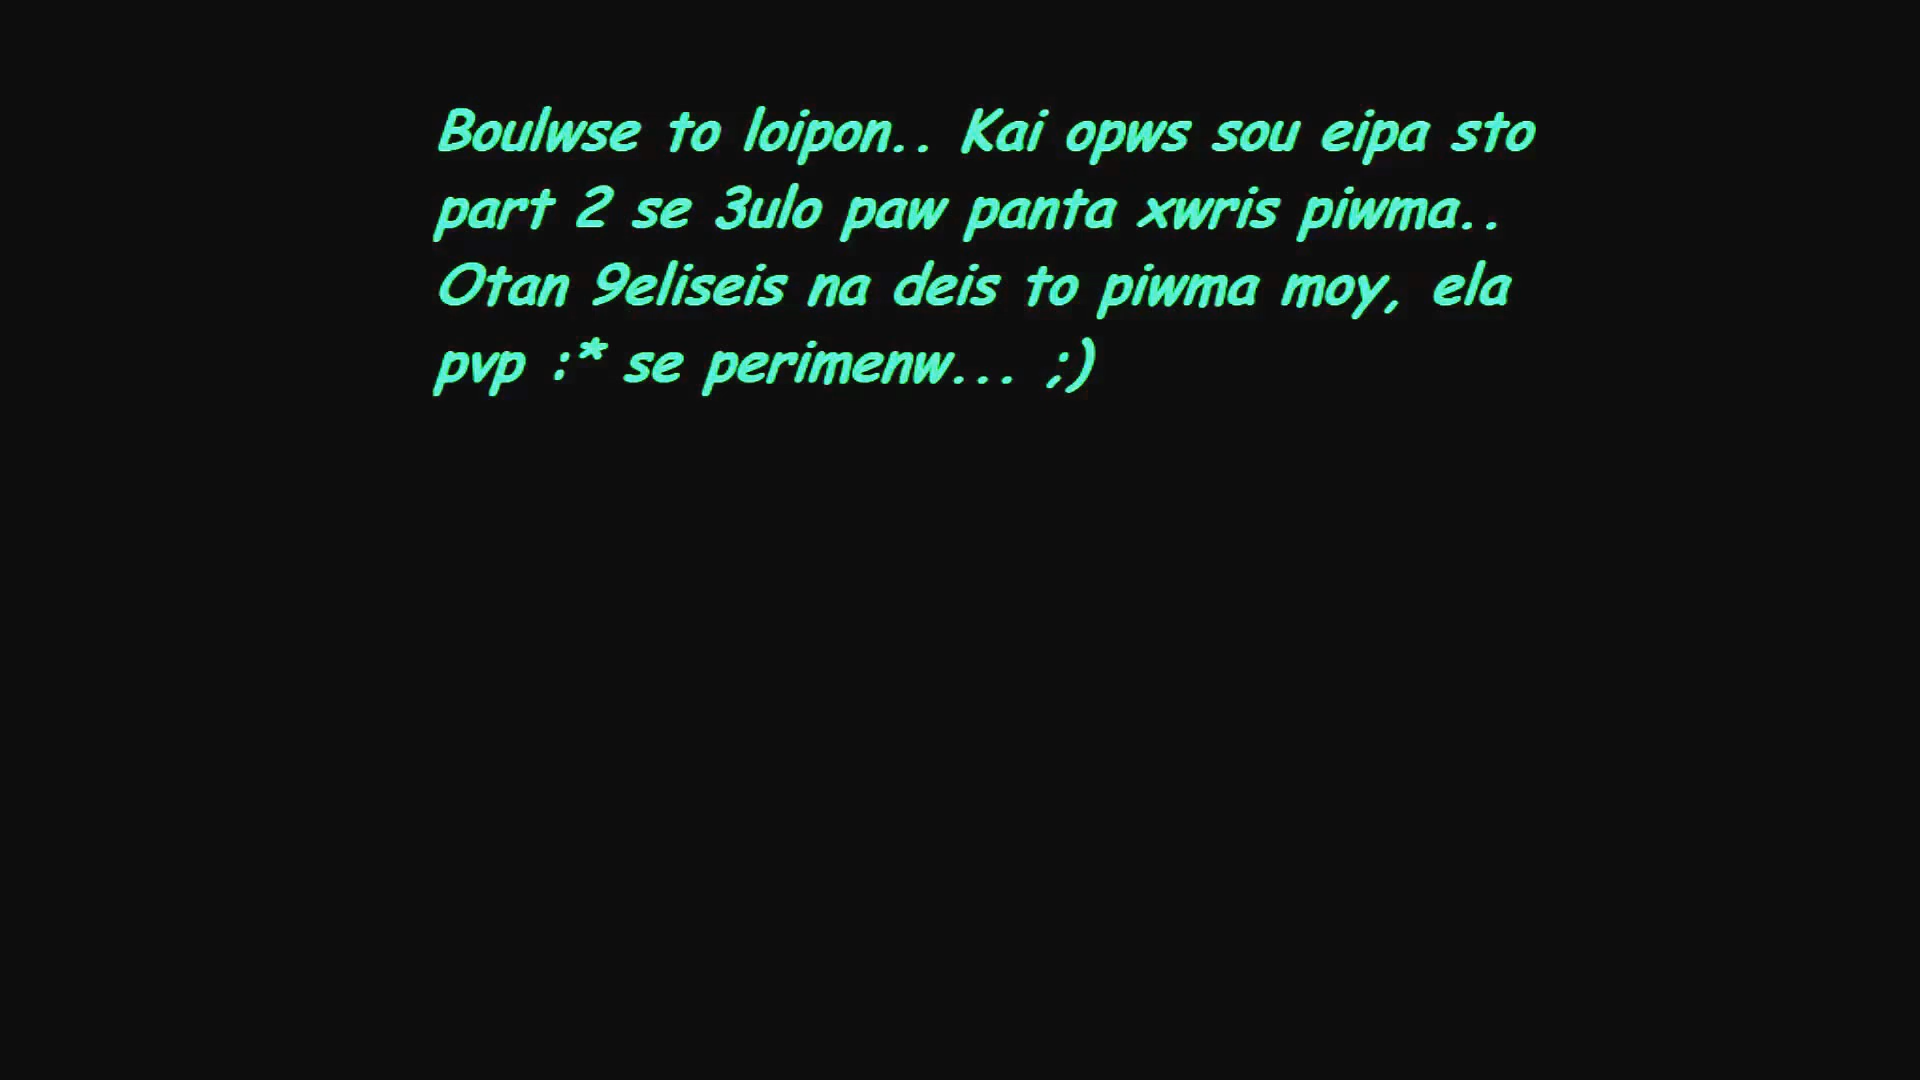 Boulwse to loipon.. Kai opws sou eipa sto
part 2 se 3ulo paw panta xwris piwma..
Otan 9eliseis na deis to piwma moy, ela
pvp :* se perimenw... ;)